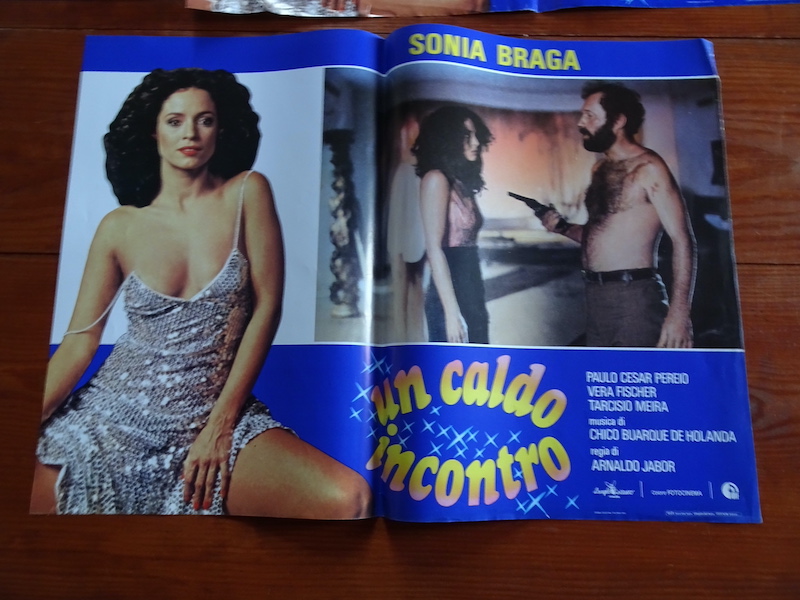 SONIA BRAGA
un caldo
incontro
PAULO CESAR PEREIO
VERA FISCHER
TARCISIO MEIRA
musica di
CHICO BUARQUE DE HOLANDA
regia di
ARNALDO JABOR
Colore FOTOCINEMA